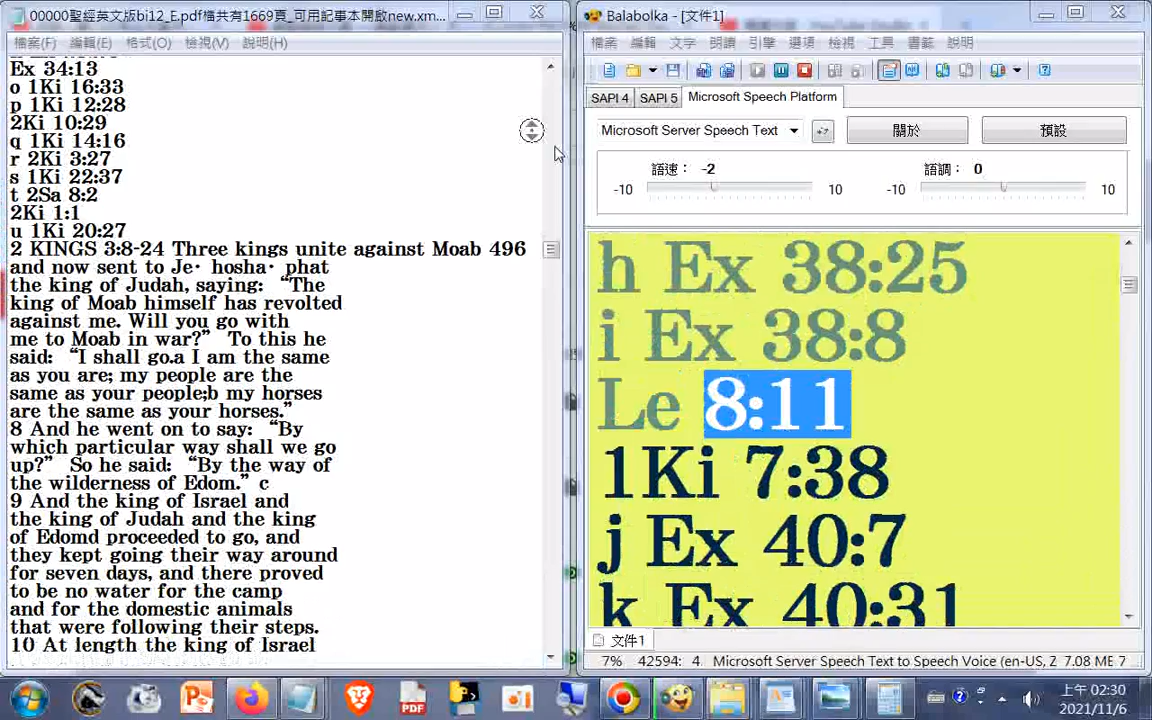 00000聖經英文版bi12_E.pdf檔共有1669頁_可用記事本開啟new.xm...
檔案(F) 編輯(E) 格式(O) 檢視(V) 說明(H)
Ex 34:13
o 1Ki 16:33
p 1Ki 12:28
2Ki 10:29
q 1Ki 14:16
r 2Ki 3:27
s 1Ki 22:37
t 2Sa 8:2
2Ki 1:1
u 1Ki 20:27
2 KINGS 3:8-24 Three kings unite against Moab 496
and now sent to Je· hosha· phat
the king of Judah, saying: “The
king of Moab himself has revolted
against me. Will you go with
me to Moab in war?” To this he
said: “I shall go.a I am the same
as you are; my people are the
same as your people;b my horses
are the same as your horses.”
8 And he went on to say: “By
which particular way shall we go
up?” So he said: “By the way of
the wilderness of Edom.” c
9 And the king of Israel and
the king of Judah and the king
of Edomd proceeded to go, and
they kept going their way around
for seven days, and there proved
to be no water for the camp
and for the domestic animals
that were following their steps.
10 At length the king of Israel
Balabolka - [文件1]
檔案 編輯 文字 朗讀 引擎 選項 檢視 工具 書籤 說明
SAPI 4 SAPI 5 Microsoft Speech Platform
Microsoft Server Speech Text 關於 預設
語速： -2 語調： 0
-10 10 -10 10
h Ex 38:25
i Ex 38:8
Le 8:11
1Ki 7:38
j Ex 40:7
k Ex 40:31
文件1
7% 42594: 4. Microsoft Server Speech Text to Speech Voice (en-US, 2 7.08 MB 7
上午 02:30
2021/11/6